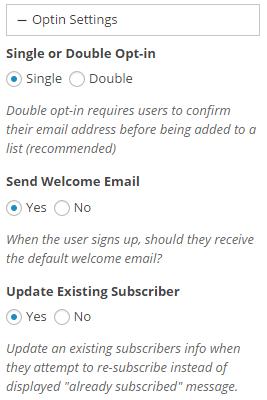 − Optin Settings
Single or Double Opt-in
Single Double
Double opt-in requires users to confirm
their email address before being added to a
list (recommended)
Send Welcome Email
Yes No
When the user signs up, should they receive
the default welcome email?
Update Existing Subscriber
Yes No
Update an existing subscribers info when
they attempt to re-subscribe instead of
displayed "already subscribed" message.